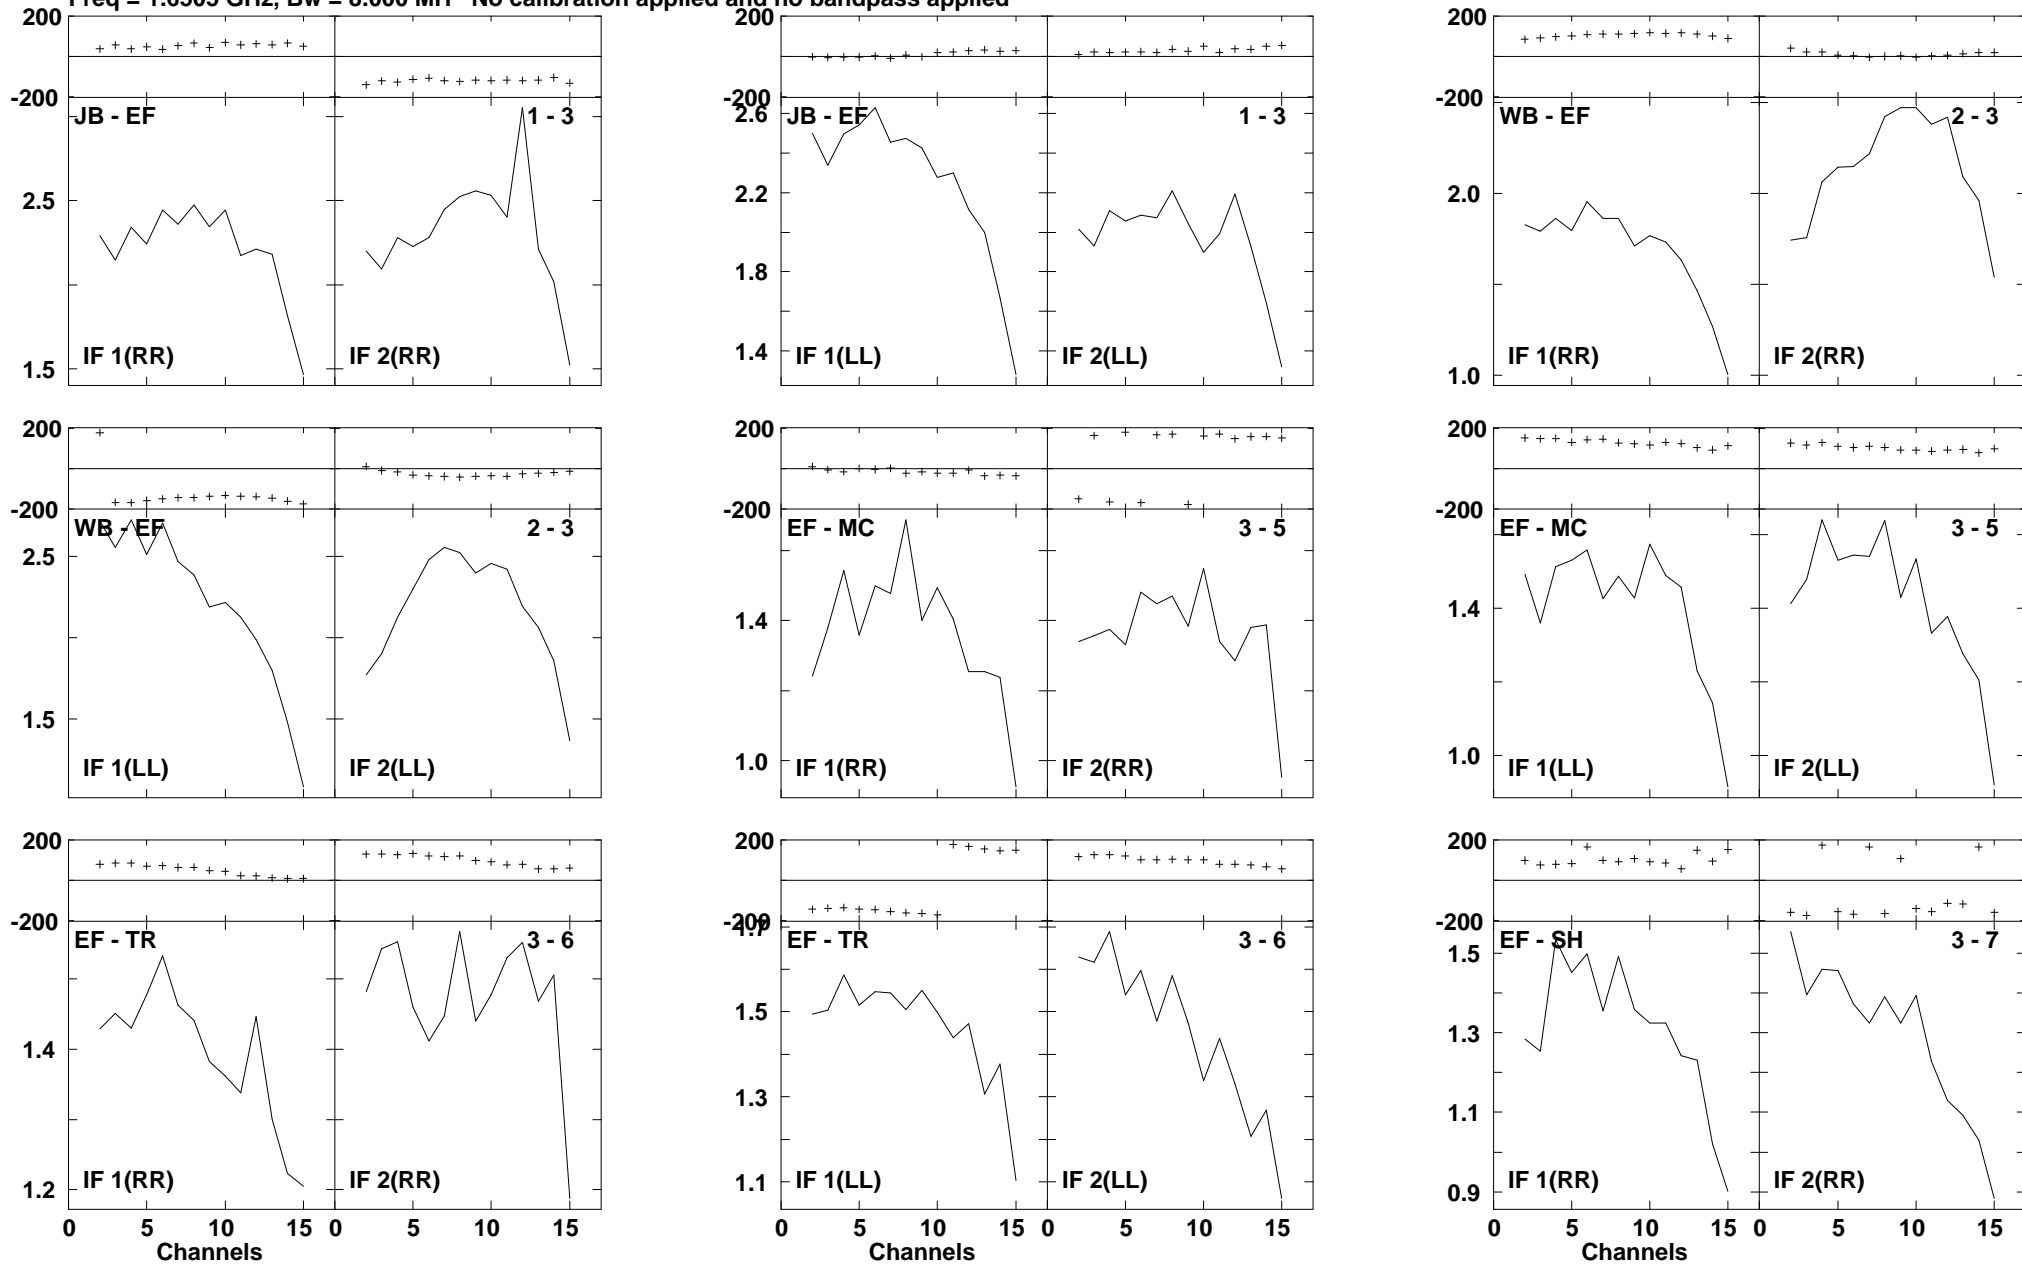 Freq = 1.6505 GHz, Bw = 8.000 MH No calibration applied and no bandpass applied
200
-200
JB - EF 1 - 3
2.5
1.5
IF 1(RR) IF 2(RR)
200
-200
JB - EF 1 - 3
2.6
2.2
1.8
1.4
IF 1(LL) IF 2(LL)
200
-200
WB - EF 2 - 3
2.0
1.0
IF 1(RR) IF 2(RR)
200
-200
WB - EF 2 - 3
2.5
1.5
IF 1(LL) IF 2(LL)
200
-200
EF - MC 3 - 5
1.4
1.0
IF 1(RR) IF 2(RR)
200
-200
EF - MC 3 - 5
1.4
1.0
IF 1(LL) IF 2(LL)
200
-200
EF - TR 3 - 6
1.4
1.2
IF 1(RR) IF 2(RR)
0 5 10 15 0 5 10 15
Channels
200
-200
1.7
EF - TR 3 - 6
1.5
1.3
1.1
IF 1(LL) IF 2(LL)
0 5 10 15 0 5 10 15
Channels
200
-200
EF - SH 3 - 7
1.5
1.3
1.1
0.9
IF 1(RR) IF 2(RR)
0 5 10 15 0 5 10 15
Channels